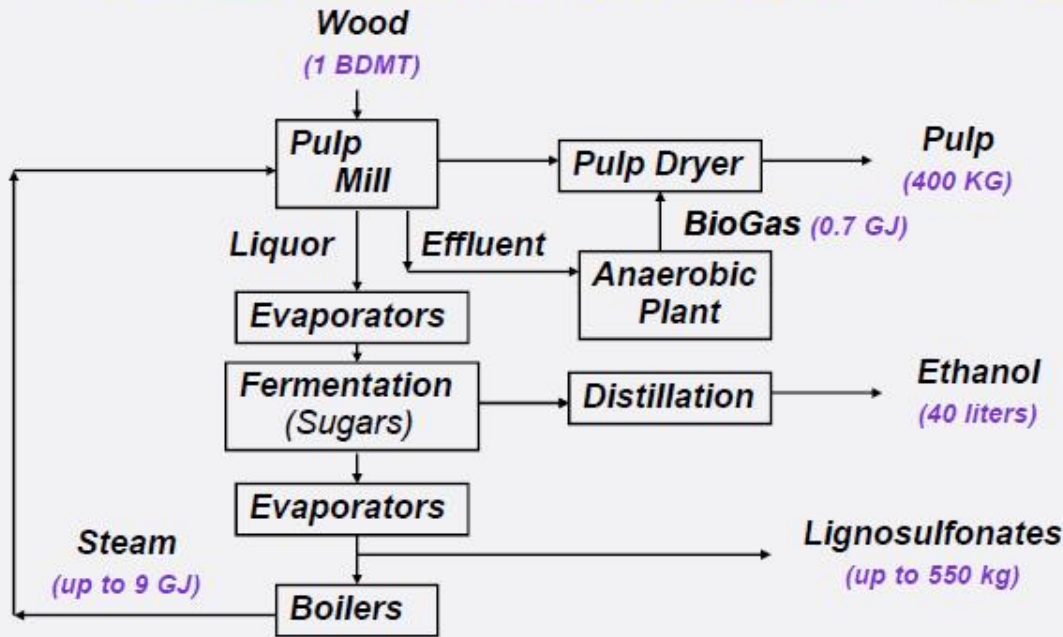 Wood
(1 BDMT)
Pulp
Mill
Pulp Dryer
Pulp
(400 KG)
BioGas (0.7 GJ)
Liquor
Effluent
Anaerobic
Plant
Evaporators
Fermentation
(Sugars)
Distillation
Ethanol
(40 liters)
Evaporators
Steam
(up to 9 GJ)
Lignosulfonates
(up to 550 kg)
Boilers